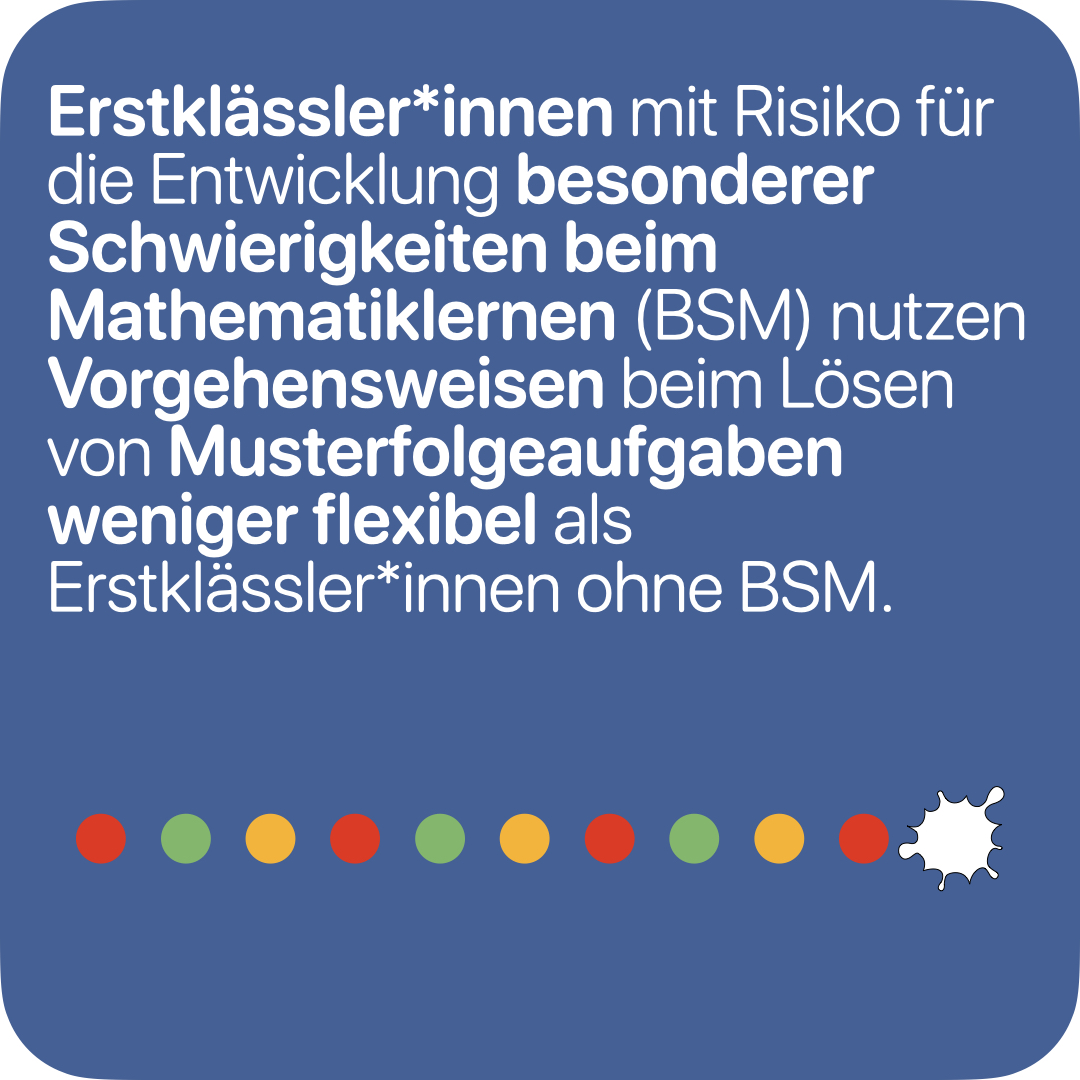 Erstklässler*innen mit Risiko für
die Entwicklung besonderer
Schwierigkeiten beim
Mathematiklernen (BSM) nutzen
Vorgehensweisen beim Lösen
von Musterfolgeaufgaben
weniger flexibel als
Erstklässler*innen ohne BSM.